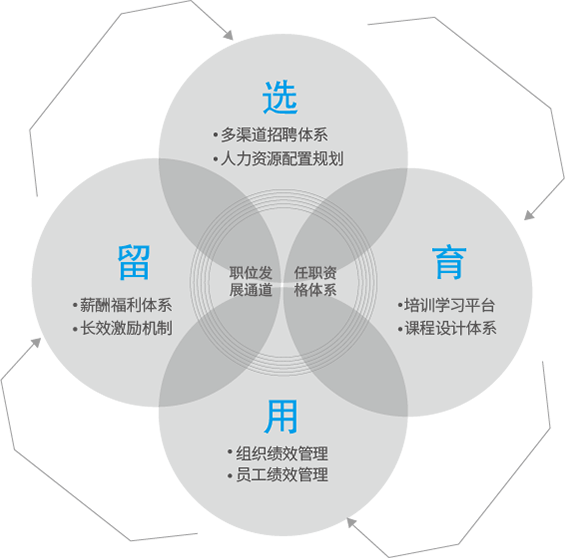 选
•多渠道招聘体系
•人力资源配置规划
留
•薪酬福利体系
•长效激励机制
职位发
展通道
任职资
格体系
育
•培训学习平台
•课程设计体系
用
•组织绩效管理
•员工绩效管理